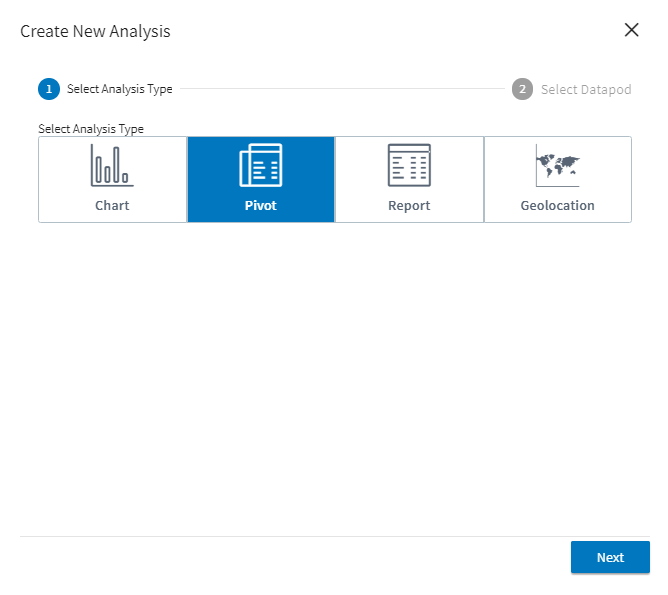 Create New Analysis
1 Select Analysis Type 2 Select Datapod
Select Analysis Type
Chart Pivot Report Geolocation
Next